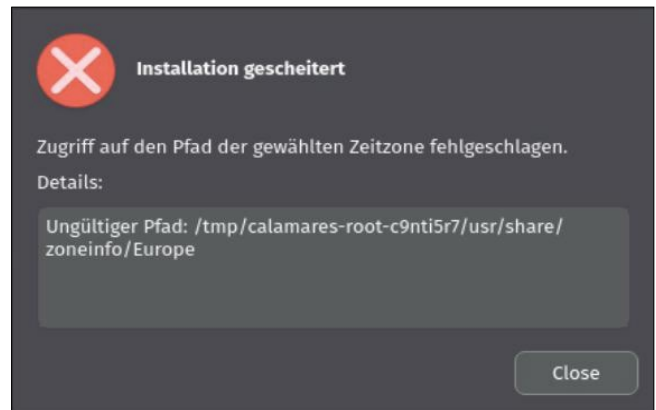 Installation gescheitert
Zugriff auf den Pfad der gewählten Zeitzone fehlgeschlagen.
Details:
Ungültiger Pfad: /tmp/calamares-root-c9nti5r7/usr/share/
zoneinfo/Europe
Close